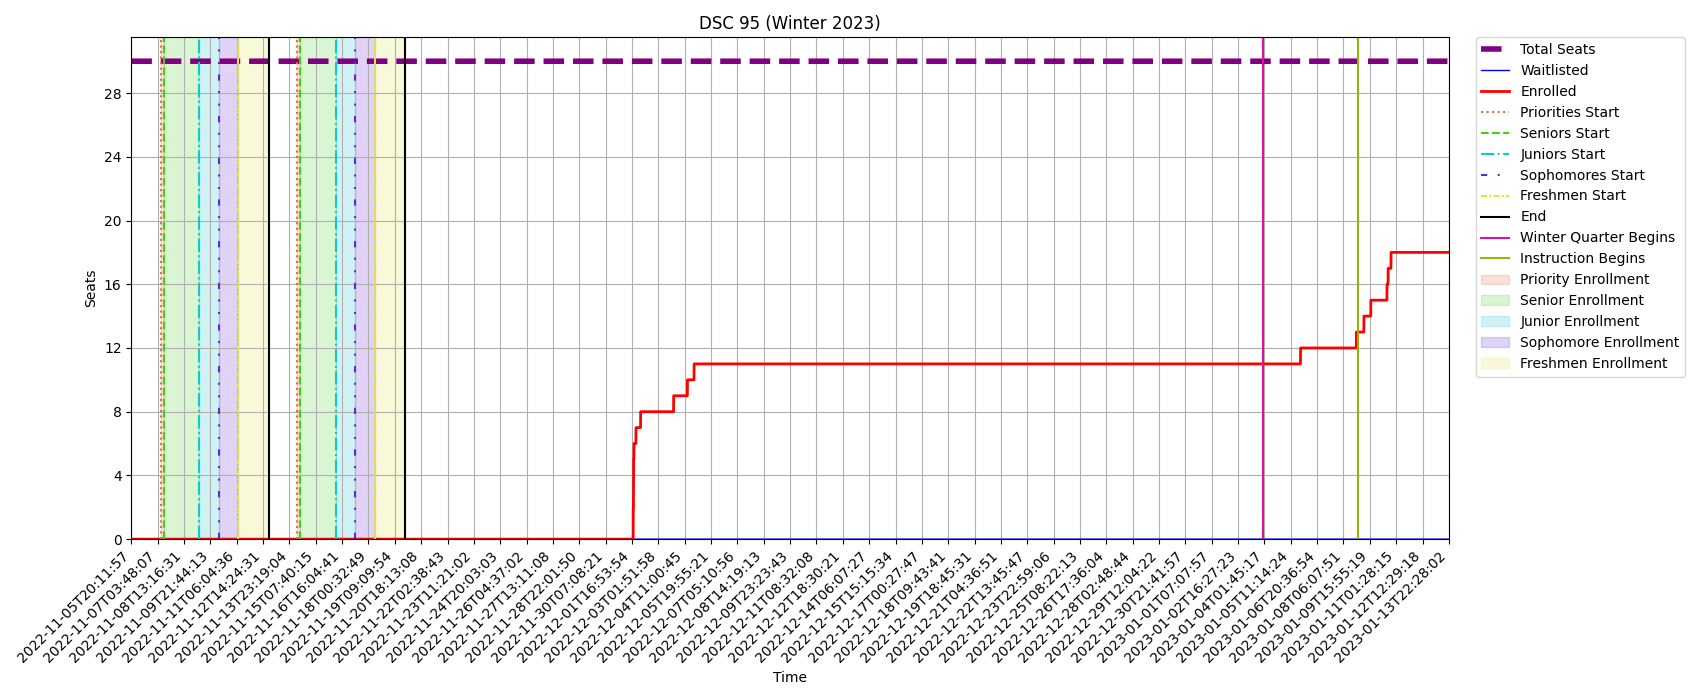 DSC 95 (Winter 2023)
Seats
28
24
20
16
12
8
4
0
2022-11-05T20:11:57
2022-11-07T03:48:07
2022-11-08T13:16:31
2022-11-09T21:44:13
2022-11-11T06:04:36
2022-11-12T14:24:31
2022-11-13T23:19:04
2022-11-15T07:40:15
2022-11-16T16:04:41
2022-11-18T00:32:49
2022-11-19T09:09:54
2022-11-20T18:13:08
2022-11-22T02:38:43
2022-11-23T11:21:02
2022-11-24T20:03:03
2022-11-26T04:37:02
2022-11-27T13:11:08
2022-11-28T22:01:50
2022-11-30T07:08:21
2022-12-01T16:53:54
2022-12-03T01:51:58
2022-12-04T11:00:45
2022-12-05T19:55:21
2022-12-07T05:10:56
2022-12-08T14:19:13
2022-12-09T23:23:43
2022-12-11T08:32:08
2022-12-12T18:30:21
2022-12-14T06:07:27
2022-12-15T15:15:34
2022-12-17T00:27:47
2022-12-18T09:43:41
2022-12-19T18:45:31
2022-12-21T04:36:51
2022-12-22T13:45:47
2022-12-23T22:59:06
2022-12-25T08:22:13
2022-12-26T17:36:04
2022-12-28T02:48:44
2022-12-29T12:04:22
2022-12-30T21:41:57
2023-01-01T07:07:57
2023-01-02T16:27:23
2023-01-04T01:45:17
2023-01-05T11:14:24
2023-01-06T20:36:54
2023-01-08T06:07:51
2023-01-09T15:55:19
2023-01-11T01:28:15
2023-01-12T12:29:18
2023-01-13T22:28:02
Time
Total Seats
Waitlisted
Enrolled
Priorities Start
Seniors Start
Juniors Start
Sophomores Start
Freshmen Start
End
Winter Quarter Begins
Instruction Begins
Priority Enrollment
Senior Enrollment
Junior Enrollment
Sophomore Enrollment
Freshmen Enrollment